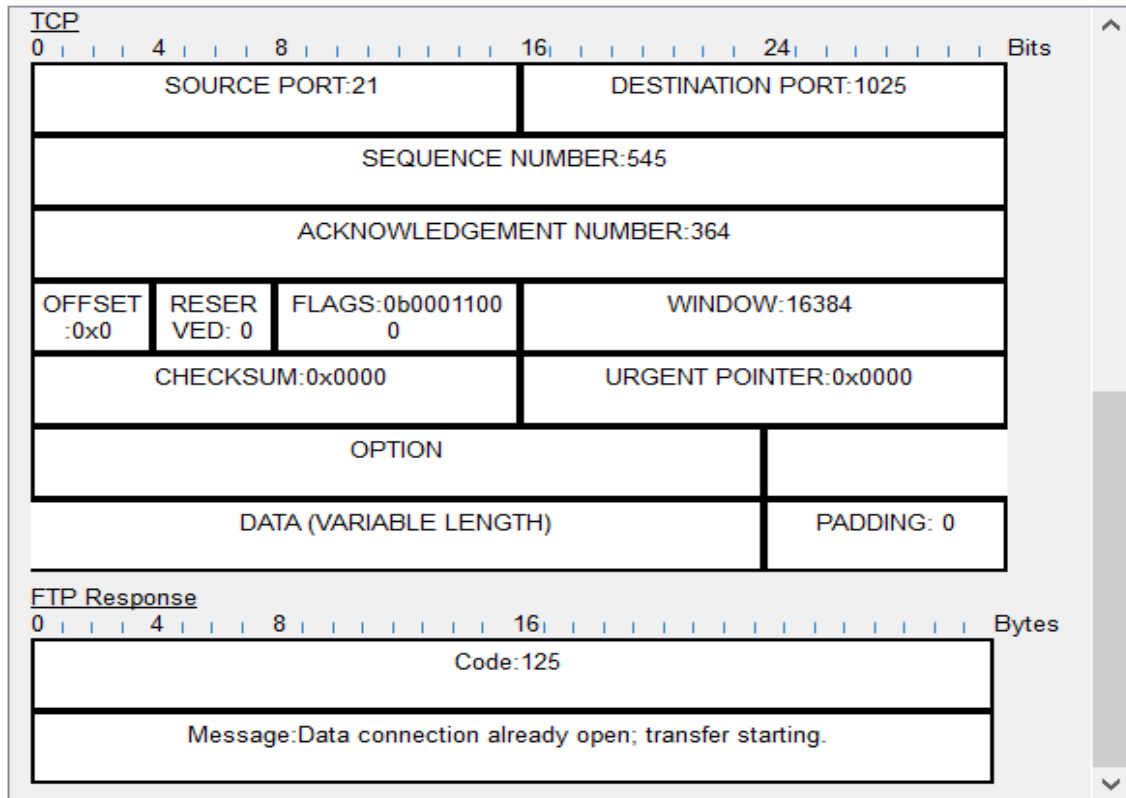 TCP
0 4 8 16 24 Bits
SOURCE PORT:21 DESTINATION PORT:1025
SEQUENCE NUMBER:545
ACKNOWLEDGEMENT NUMBER:364
OFFSET RESER FLAGS:0b0001100 WINDOW:16384
:0x0 VED: 0 0
CHECKSUM:0x0000 URGENT POINTER:0x0000
OPTION
DATA (VARIABLE LENGTH) PADDING: 0
FTP Response
0 4 8 16 Bytes
Code:125
Message:Data connection already open; transfer starting.